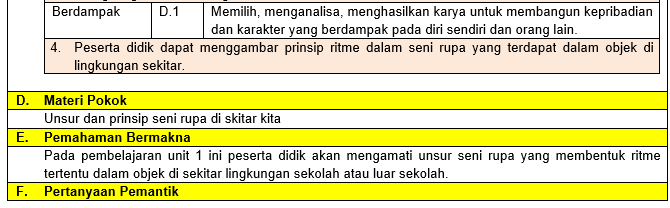 Berdampak D.1 Memilih, menganalisa, menghasilkan karya untuk membangun kepribadian
dan karakter yang berdampak pada diri sendiri dan orang lain.
4. Peserta didik dapat menggambar prinsip ritme dalam seni rupa yang terdapat dalam objek di
lingkungan sekitar.
D. Materi Pokok
Unsur dan prinsip seni rupa di skitar kita
E. Pemahaman Bermakna
Pada pembelajaran unit 1 ini peserta didik akan mengamati unsur seni rupa yang membentuk ritme
tertentu dalam objek di sekitar lingkungan sekolah atau luar sekolah.
F. Pertanyaan Pemantik